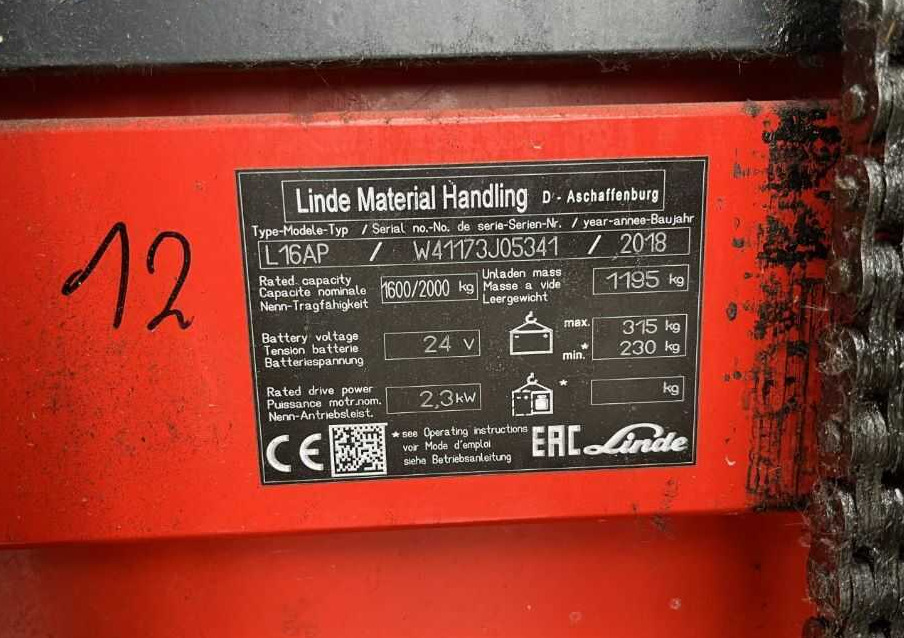 12
Linde Material Handling D - Aschaffenburg
Type-Modele-Typ / Serial no.-No. de serie-Serien-Nr. / year-annee-Baujahr
L16AP / W41173J05341 / 2018
Rated capacity
Capacite nominale
Nenn-Tragfähigkeit
1600/2000 kg
Unladen mass
Masse a vide
Leergewicht
1195 kg
Battery voltage
Tension batterie
Batteriespannung
24 V
max. 315 kg
min.* 230 kg
Rated drive power
Puissance motr.nom.
Nenn-Antriebsleist.
2,3 kW
*
kg
CE
* see Operating instructions
voir Mode d'emploi
siehe Betriebsanleitung
EAC Linde